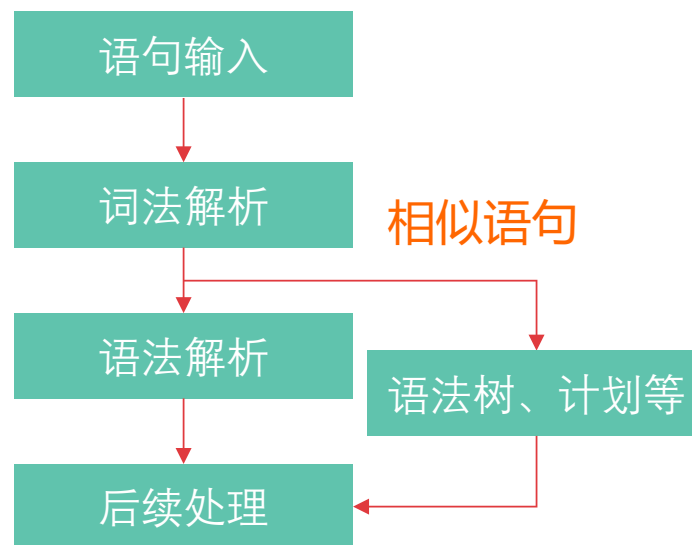 语句输入
词法解析
相似语句
语法解析
语法树、计划等
后续处理